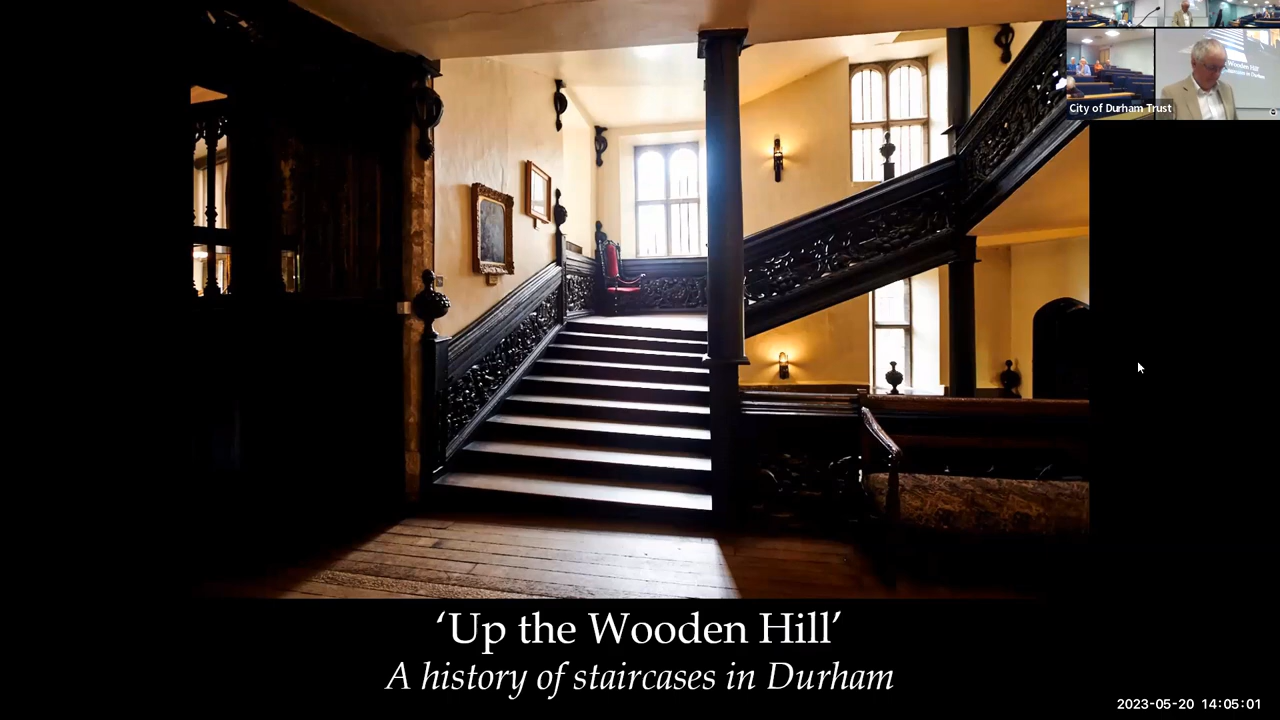 City of Durham Trust
'Up the Wooden Hill'
A history of staircases in Durham
2023-05-20 14:05:01